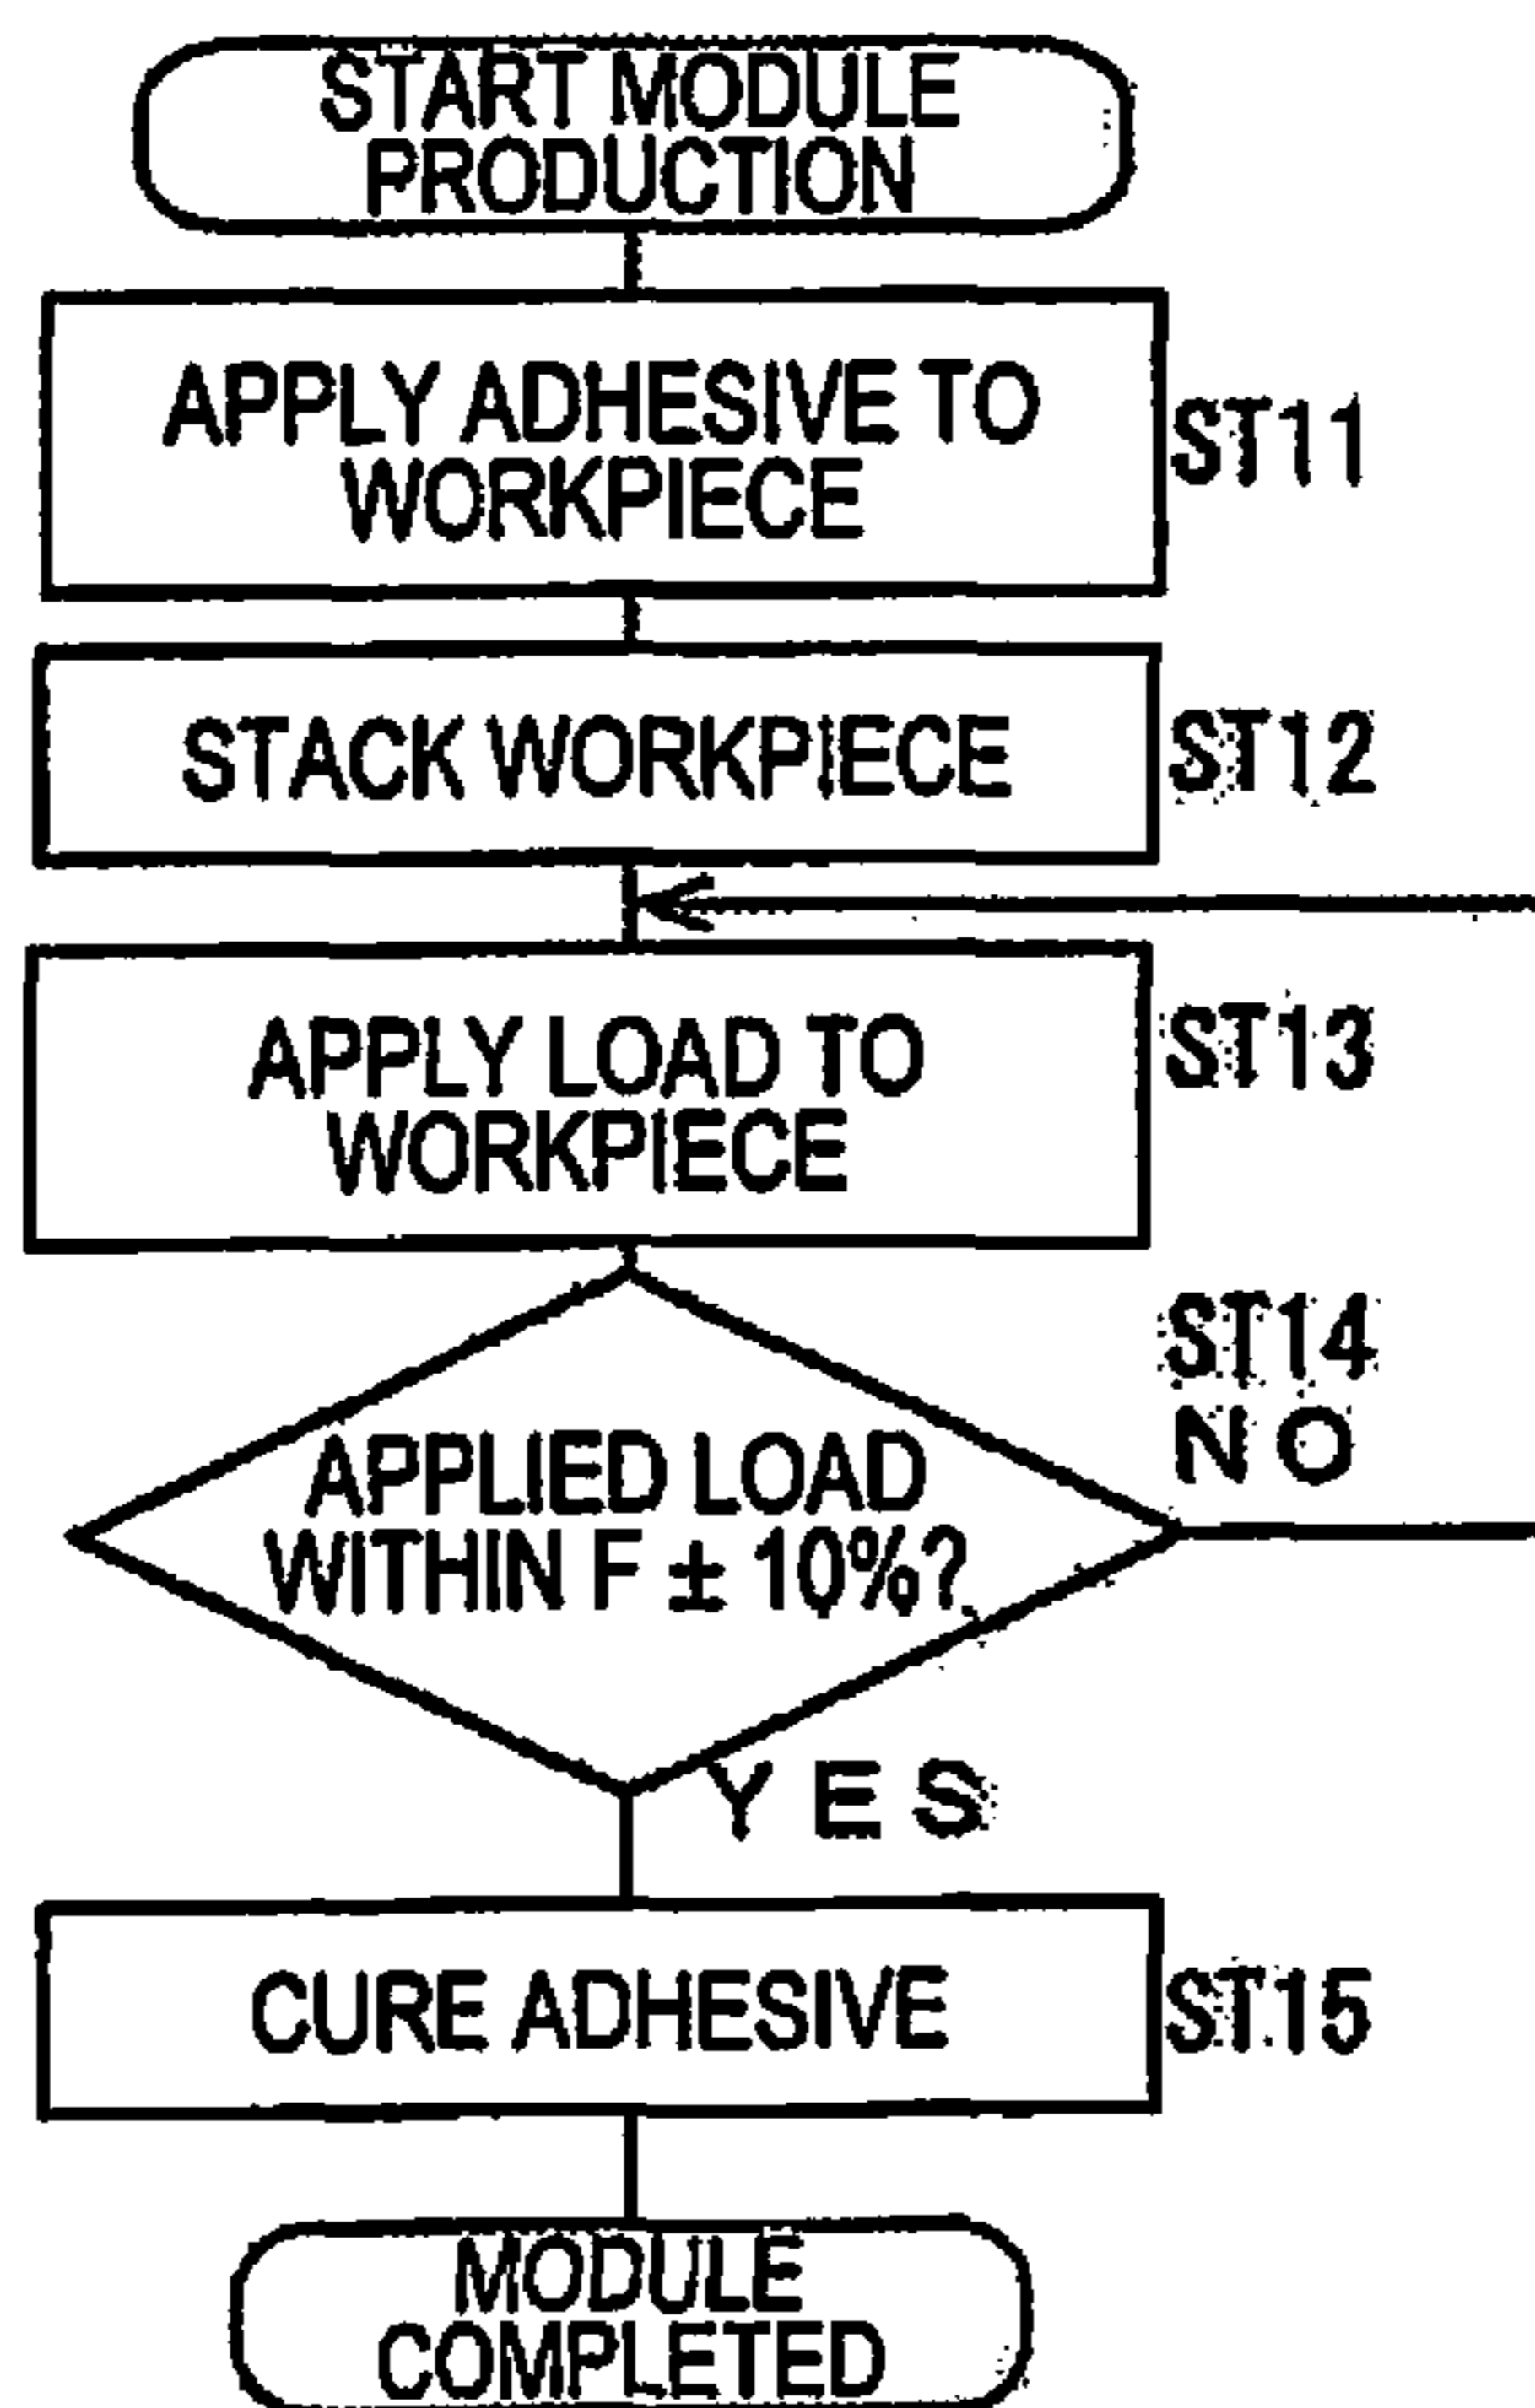 START MODULE
PRODUCTION
APPLY ADHESIVE TO
WORKPIECE
ST11
STACK WORKPIECE
ST12
APPLY LOAD TO
WORKPIECE
ST13
ST14
NO
APPLIED LOAD
WITHIN F ± 10%?
YES
CURE ADHESIVE
ST15
MODULE
COMPLETED